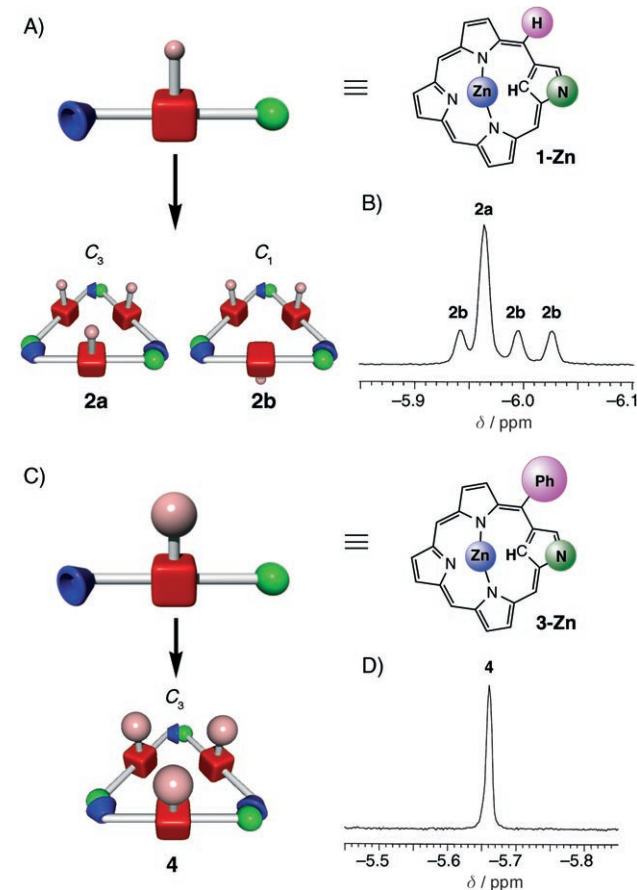 A)
H
N
Zn
HC
N
N
N
≡
1-Zn
B)
C3
C1
2a
2b
2a
2b
2b
2b
−5.9
−6.0
−6.1
δ / ppm
C)
Ph
N
Zn
HC
N
N
N
≡
3-Zn
D)
C3
4
4
−5.5
−5.6
−5.7
−5.8
δ / ppm